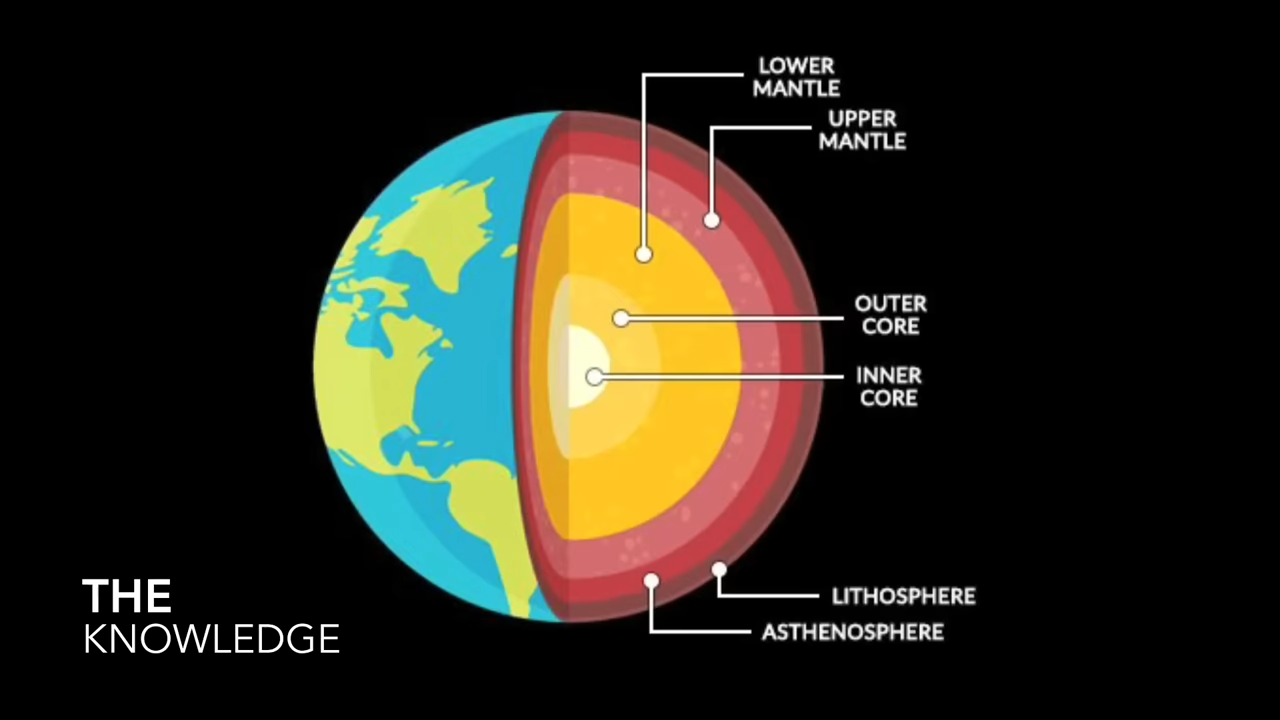 LOWER
MANTLE
UPPER
MANTLE
OUTER
CORE
INNER
CORE
THE
KNOWLEDGE
LITHOSPHERE
ASTHENOSPHERE